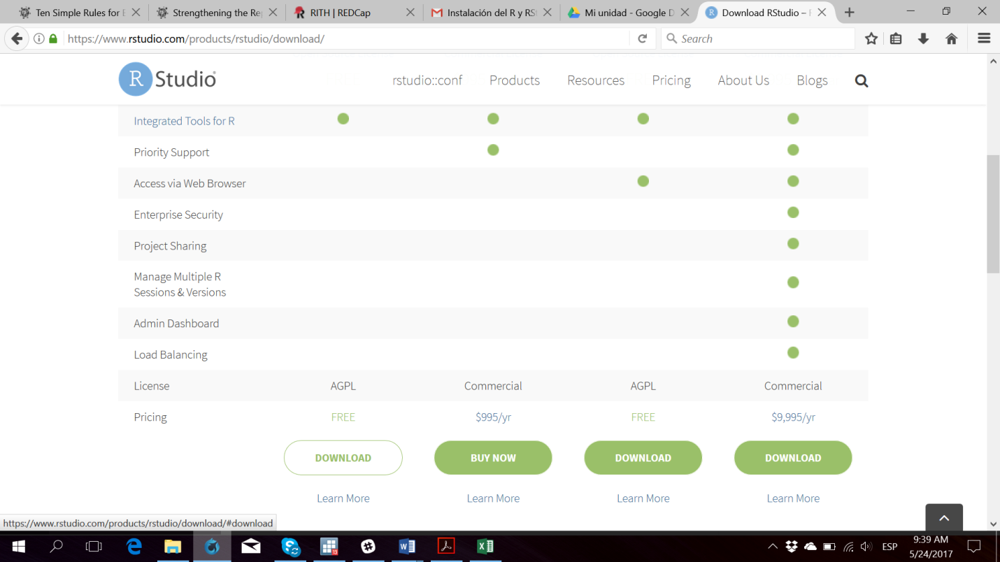 Ten Simple Rules for E
Strengthening the Rep
RITH | REDCap
Instalación del R y RS
Mi unidad - Google D
Download RStudio –
https://www.rstudio.com/products/rstudio/download/
Search
R Studio
rstudio::conf
Products
Resources
Pricing
About Us
Blogs
Integrated Tools for R
Priority Support
Access via Web Browser
Enterprise Security
Project Sharing
Manage Multiple R
Sessions & Versions
Admin Dashboard
Load Balancing
License AGPL Commercial AGPL Commercial
Pricing FREE $995/yr FREE $9,995/yr
DOWNLOAD BUY NOW DOWNLOAD DOWNLOAD
Learn More Learn More Learn More Learn More
https://www.rstudio.com/products/rstudio/download/#download
ESP
9:39 AM
5/24/2017